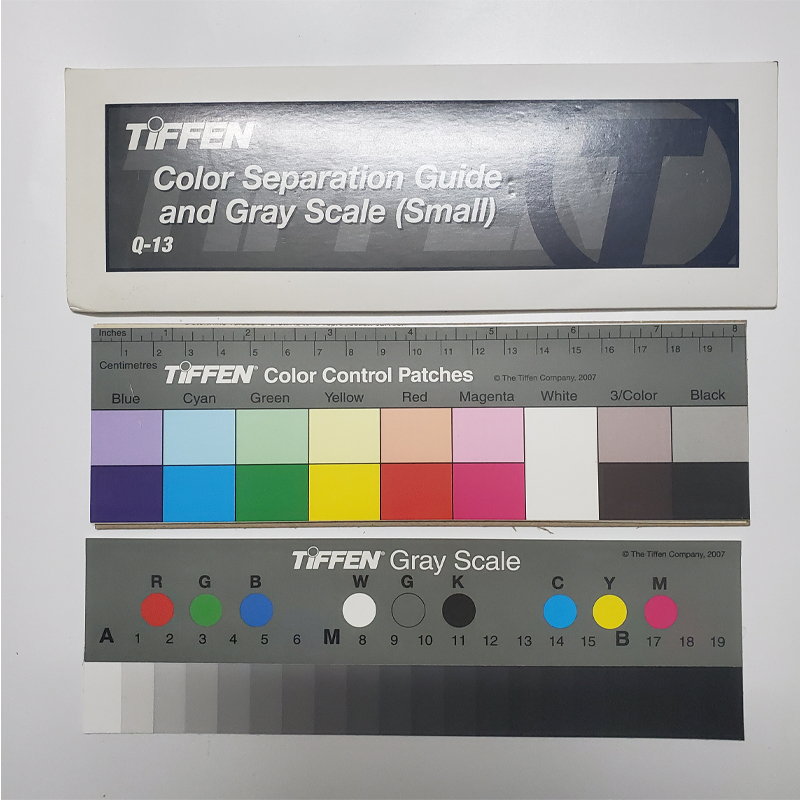 TIFFEN
Color Separation Guide
and Gray Scale (Small)
Q-13
Inches 1 2 3 4 5 6 7 8
1 2 3 4 5 6 7 8 9 10 11 12 13 14 15 16 17 18 19
Centimetres
TIFFEN® Color Control Patches © The Tiffen Company, 2007
Blue Cyan Green Yellow Red Magenta White 3/Color Black
TIFFEN® Gray Scale © The Tiffen Company, 2007
R G B W G K C Y M
A 1 2 3 4 5 6 M 8 9 10 11 12 13 14 15 B 17 18 19